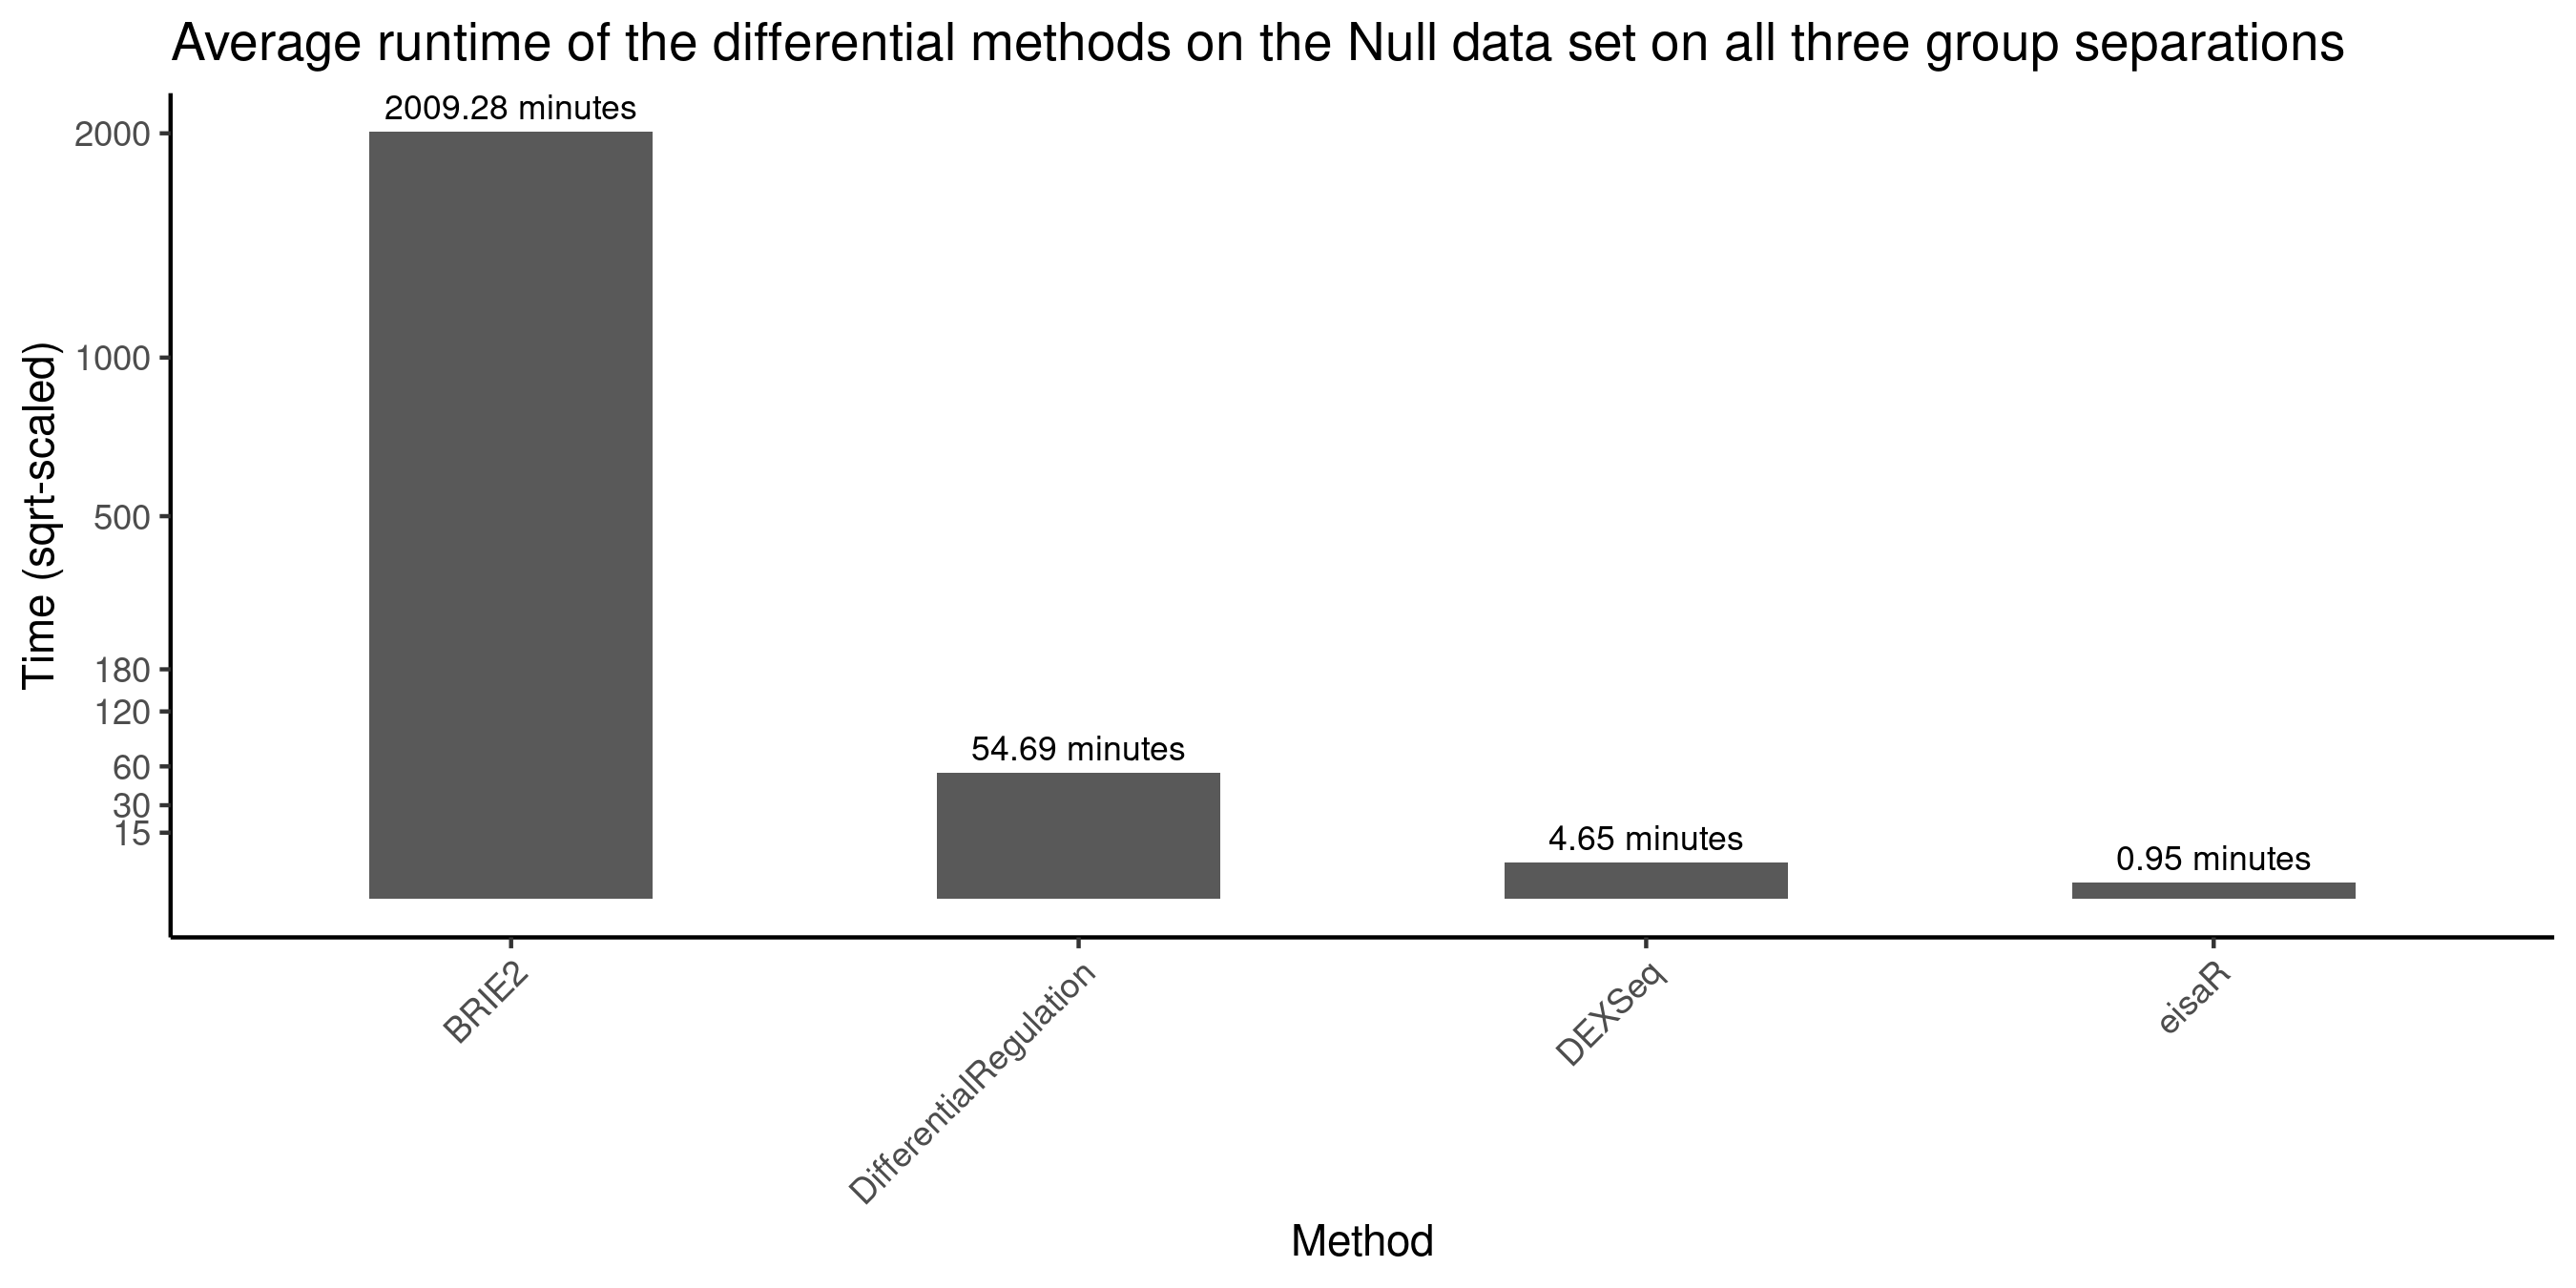 Average runtime of the differential methods on the Null data set on all three group separations
2009.28 minutes
54.69 minutes
4.65 minutes
0.95 minutes
2000
1000
500
180
120
60
30
15
Time (sqrt-scaled)
BRIE2
DifferentialRegulation
DEXSeq
eisaR
Method